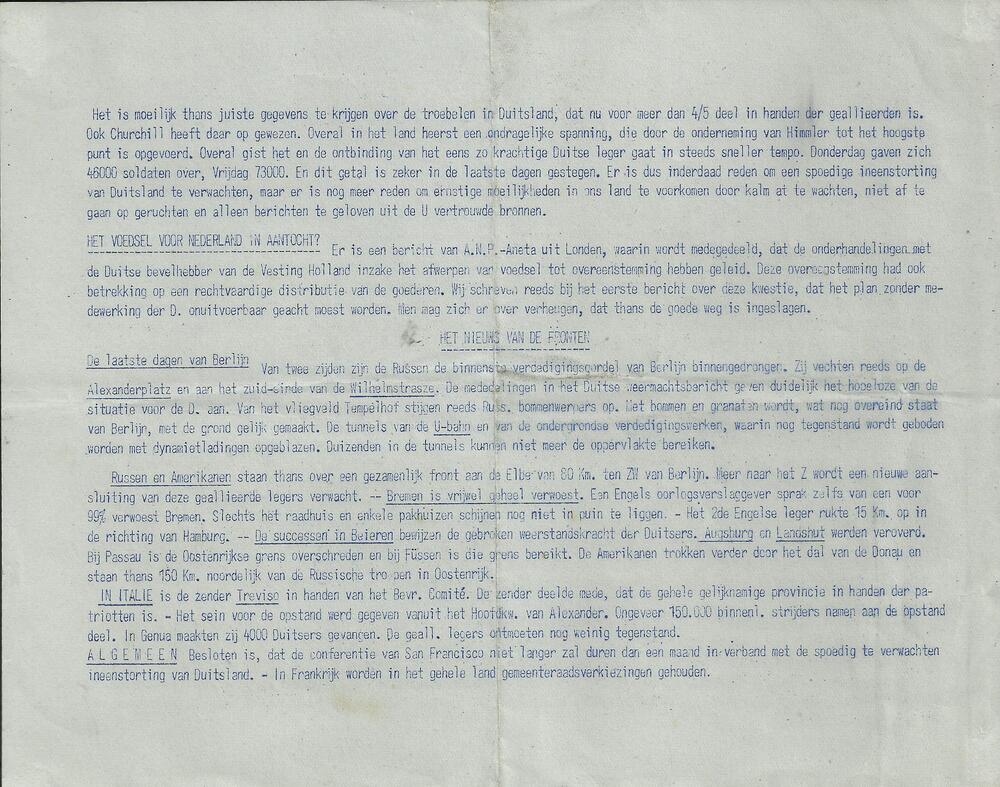 Het is moeilijk thans juiste gegevens te krijgen over de troebelen in Duitsland, dat nu voor meer dan 4/5 deel in handen der geallieerden is.
Ook Churchill heeft daar op gewezen. Overal in het land heerst een ondragelijke spanning, die door de onderneming van Himmler tot het hoogste
punt is opgevoerd. Overal gist het en de ontbinding van het eens zo krachtige Duitse leger gaat in steeds sneller tempo. Donderdag gaven zich
46000 soldaten over, Vrijdag 73000. En dit getal is zeker in de laatste dagen gestegen. Er is dus inderdaad reden om een spoedige ineenstorting
van Duitsland te verwachten, maar er is nog meer reden om ernstige moeilijkheden in ons land te voorkomen door kalm af te wachten, niet af te
gaan op geruchten en alleen berichten te geloven uit de U vertrouwde bronnen.
HET VOEDSEL VOOR NEDERLAND IN AANTOCHT? Er is een bericht van A.N.P.-Aneta uit Londen, waarin wordt medegedeeld, dat de onderhandelingen met
de Duitse bevelhebber van de Vesting Holland inzake het afwerpen van voedsel tot overeenstemming hebben geleid. Deze overeenstemming had ook
betrekking op een rechtvaardige distributie van de goederen. Wij schreven reeds bij het eerste bericht over deze kwestie, dat het plan zonder me-
dewerking der D. onuitvoerbaar geacht moest worden. Men mag zich er over verheugen, dat thans de goede weg is ingeslagen.
HET NIEUWS VAN DE FRONTEN
De laatste dagen van Berlijn Van twee zijden zijn de Russen de binnenste verdedigingsgordel van Berlijn binnengedrongen. Zij vechten reeds op de
Alexanderplatz en aan het zuid-einde van de Wilhelmstrasze. De mededelingen in het Duitse weermachtsbericht geven duidelijk het hopeloze van de
situatie voor de D. aan. Van het vliegveld Tempelhof stijgen reeds Russ. bommenwerpers op. Met bommen en granaten wordt, wat nog overeind staat
van Berlijn, met de grond gelijk gemaakt. De tunnels van de U-bahn en van de ondergrondse verdedigingswerken, waarin nog tegenstand wordt geboden
worden met dynamietladingen opgeblazen. Duizenden in de tunnels kunnen niet meer de oppervlakte bereiken.
Russen en Amerikanen staan thans over een gezamenlijk front aan de Elbe van 80 Km. ten ZW van Berlijn. Meer naar het Z wordt een nieuwe aan-
sluiting van deze geallieerde legers verwacht. -- Bremen is vrijwel geheel verwoest. Een Engels oorlogsverslaggever sprak zelfs van een voor
99% verwoest Bremen. Slechts het raadhuis en enkele pakhuizen schijnen nog niet in puin te liggen. - Het 2de Engelse leger rukte 15 Km. op in
de richting van Hamburg. -- De successen in Beieren bewijzen de gebroken weerstandskracht der Duitsers. Augsburg en Langshut werden veroverd.
Bij Passau is de Oostenrijkse grens overschreden en bij Füssen is die grens bereikt. De Amerikanen trokken verder door het dal van de Donau en
staan thans 150 Km. noordelijk van de Russische troepen in Oostenrijk.
IN ITALIE is de zender Treviso in handen van het Bevr. Comité. De zender deelde mede, dat de gehele gelijknamige provincie in handen der pa-
triotten is. - Het sein voor de opstand werd gegeven vanuit het Hoofdkw. van Alexander. Ongeveer 150.000 binnenl. strijders namen aan de opstand
deel. In Genua maakten zij 4000 Duitsers gevangen. De geall. legers ontmoeten nog weinig tegenstand.
ALGEMEEN Besloten is, dat de conferentie van San Francisco niet langer zal duren dan een maand in verband met de spoedig te verwachten
ineenstorting van Duitsland. - In Frankrijk worden in het gehele land gemeenteraadsverkiezingen gehouden.